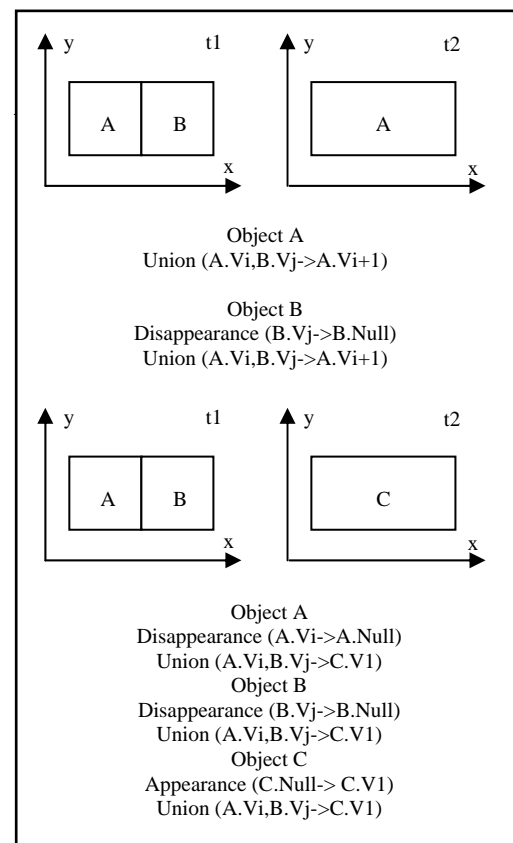 y t1 y t2
A B A
x x
Object A
Union (A.Vi,B.Vj->A.Vi+1)
Object B
Disappearance (B.Vj->B.Null)
Union (A.Vi,B.Vj->A.Vi+1)
y t1 y t2
A B C
x x
Object A
Disappearance (A.Vi->A.Null)
Union (A.Vi,B.Vj->C.V1)
Object B
Disappearance (B.Vj->B.Null)
Union (A.Vi,B.Vj->C.V1)
Object C
Appearance (C.Null-> C.V1)
Union (A.Vi,B.Vj->C.V1)